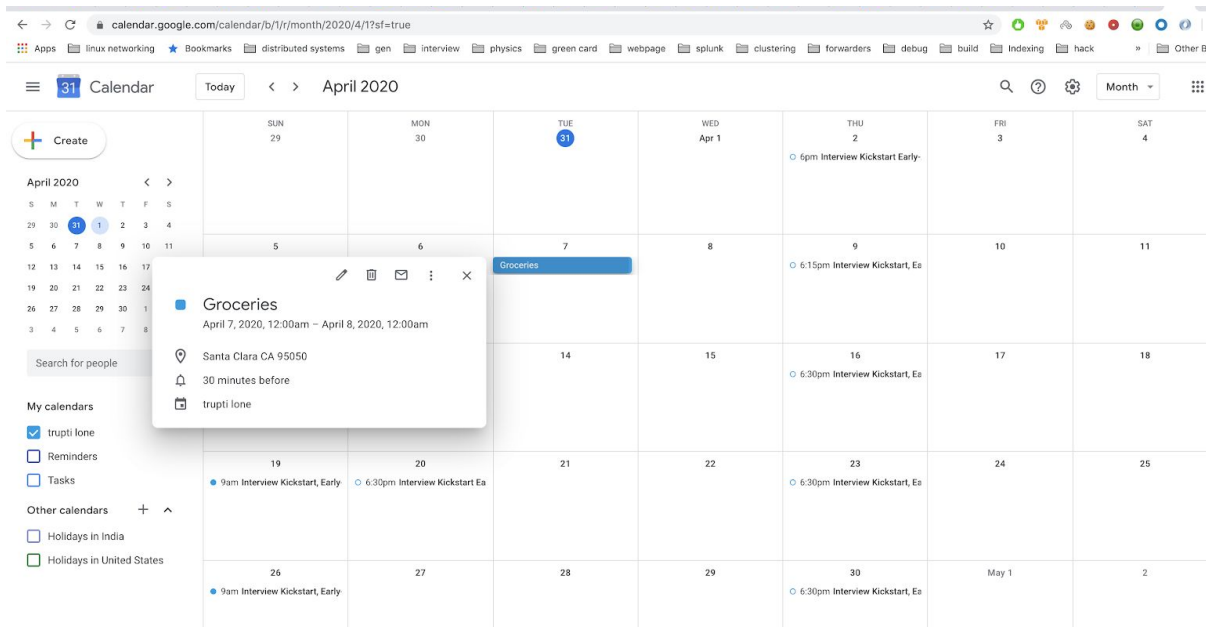 calendar.google.com/calendar/b/1/r/month/2020/4/1?sf=true
Apps linux networking Bookmarks distributed systems gen interview physics green card webpage splunk clustering forwarders debug build Indexing hack » Other B
31 Calendar Today April 2020 Month
Create
April 2020
S M T W T F S
29 30 31 1 2 3 4
5 6 7 8 9 10 11
12 13 14 15 16 17
19 20 21 22 23 24
26 27 28 29 30 1
3 4 5 6 7 8
Search for people
My calendars
trupti lone
Reminders
Tasks
Other calendars
Holidays in India
Holidays in United States
SUN MON TUE WED THU FRI SAT
29 30 31 Apr 1 2 3 4
6pm Interview Kickstart Early-
5 6 7 8 9 10 11
Groceries 6:15pm Interview Kickstart, Ea
Groceries
April 7, 2020, 12:00am – April 8, 2020, 12:00am
Santa Clara CA 95050
30 minutes before
trupti lone
14 15 16 17 18
6:30pm Interview Kickstart, Ea
19 20 21 22 23 24 25
9am Interview Kickstart, Early- 6:30pm Interview Kickstart Ea 6:30pm Interview Kickstart, Ea
26 27 28 29 30 May 1 2
9am Interview Kickstart, Early- 6:30pm Interview Kickstart, Ea